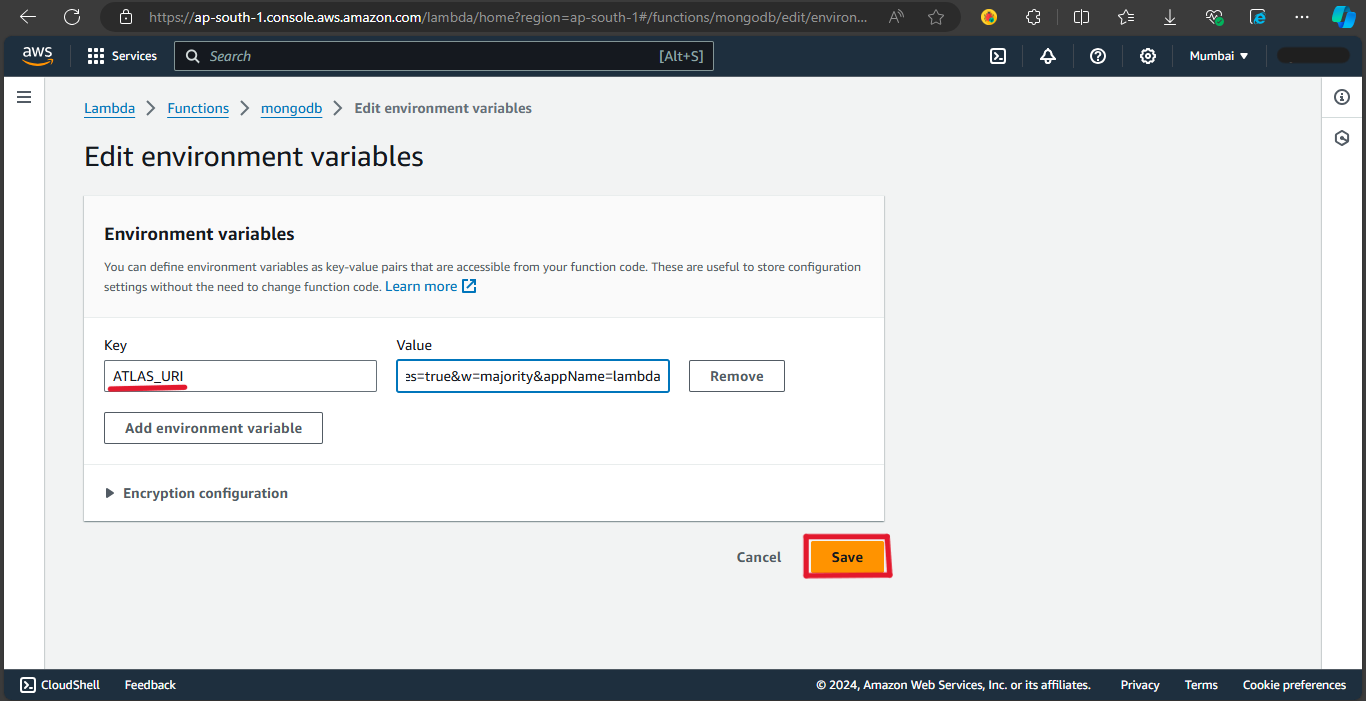 https://ap-south-1.console.aws.amazon.com/lambda/home?region=ap-south-1#/functions/mongodb/edit/environ...
aws Services Search [Alt+S] Mumbai
Lambda Functions mongodb Edit environment variables
Edit environment variables
Environment variables
You can define environment variables as key-value pairs that are accessible from your function code. These are useful to store configuration
settings without the need to change function code. Learn more
Key Value
ATLAS_URI es=true&w=majority&appName=lambda Remove
Add environment variable
Encryption configuration
Cancel Save
CloudShell Feedback © 2024, Amazon Web Services, Inc. or its affiliates. Privacy Terms Cookie preferences